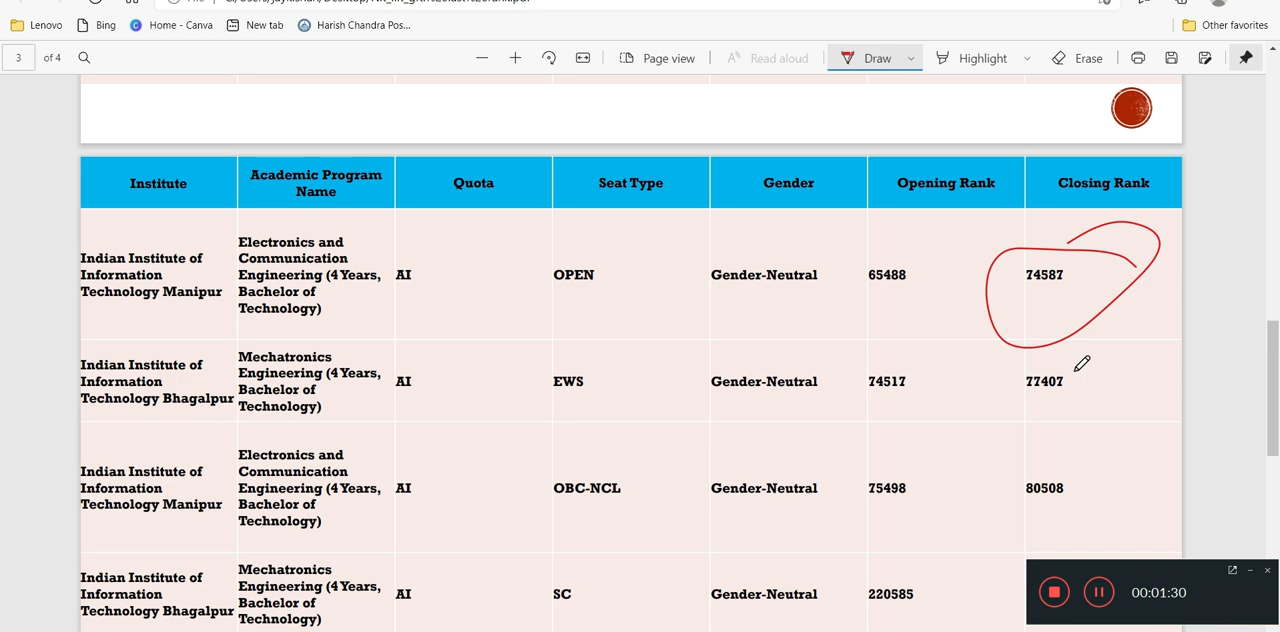 Lenovo Bing Home - Canva New tab Harish Chandra Pos... Other favorites
3 of 4 Page view Read aloud Draw Highlight Erase
Institute Academic Program Name Quota Seat Type Gender Opening Rank Closing Rank
Indian Institute of
Information
Technology Manipur
Electronics and
Communication
Engineering (4 Years,
Bachelor of
Technology)
AI
OPEN
Gender-Neutral
65488
74587
Indian Institute of
Information
Technology Bhagalpur
Mechatronics
Engineering (4 Years,
Bachelor of
Technology)
AI
EWS
Gender-Neutral
74517
77407
Indian Institute of
Information
Technology Manipur
Electronics and
Communication
Engineering (4 Years,
Bachelor of
Technology)
AI
OBC-NCL
Gender-Neutral
75498
80508
Indian Institute of
Information
Technology Bhagalpur
Mechatronics
Engineering (4 Years,
Bachelor of
Technology)
AI
SC
Gender-Neutral
220585
00:01:30